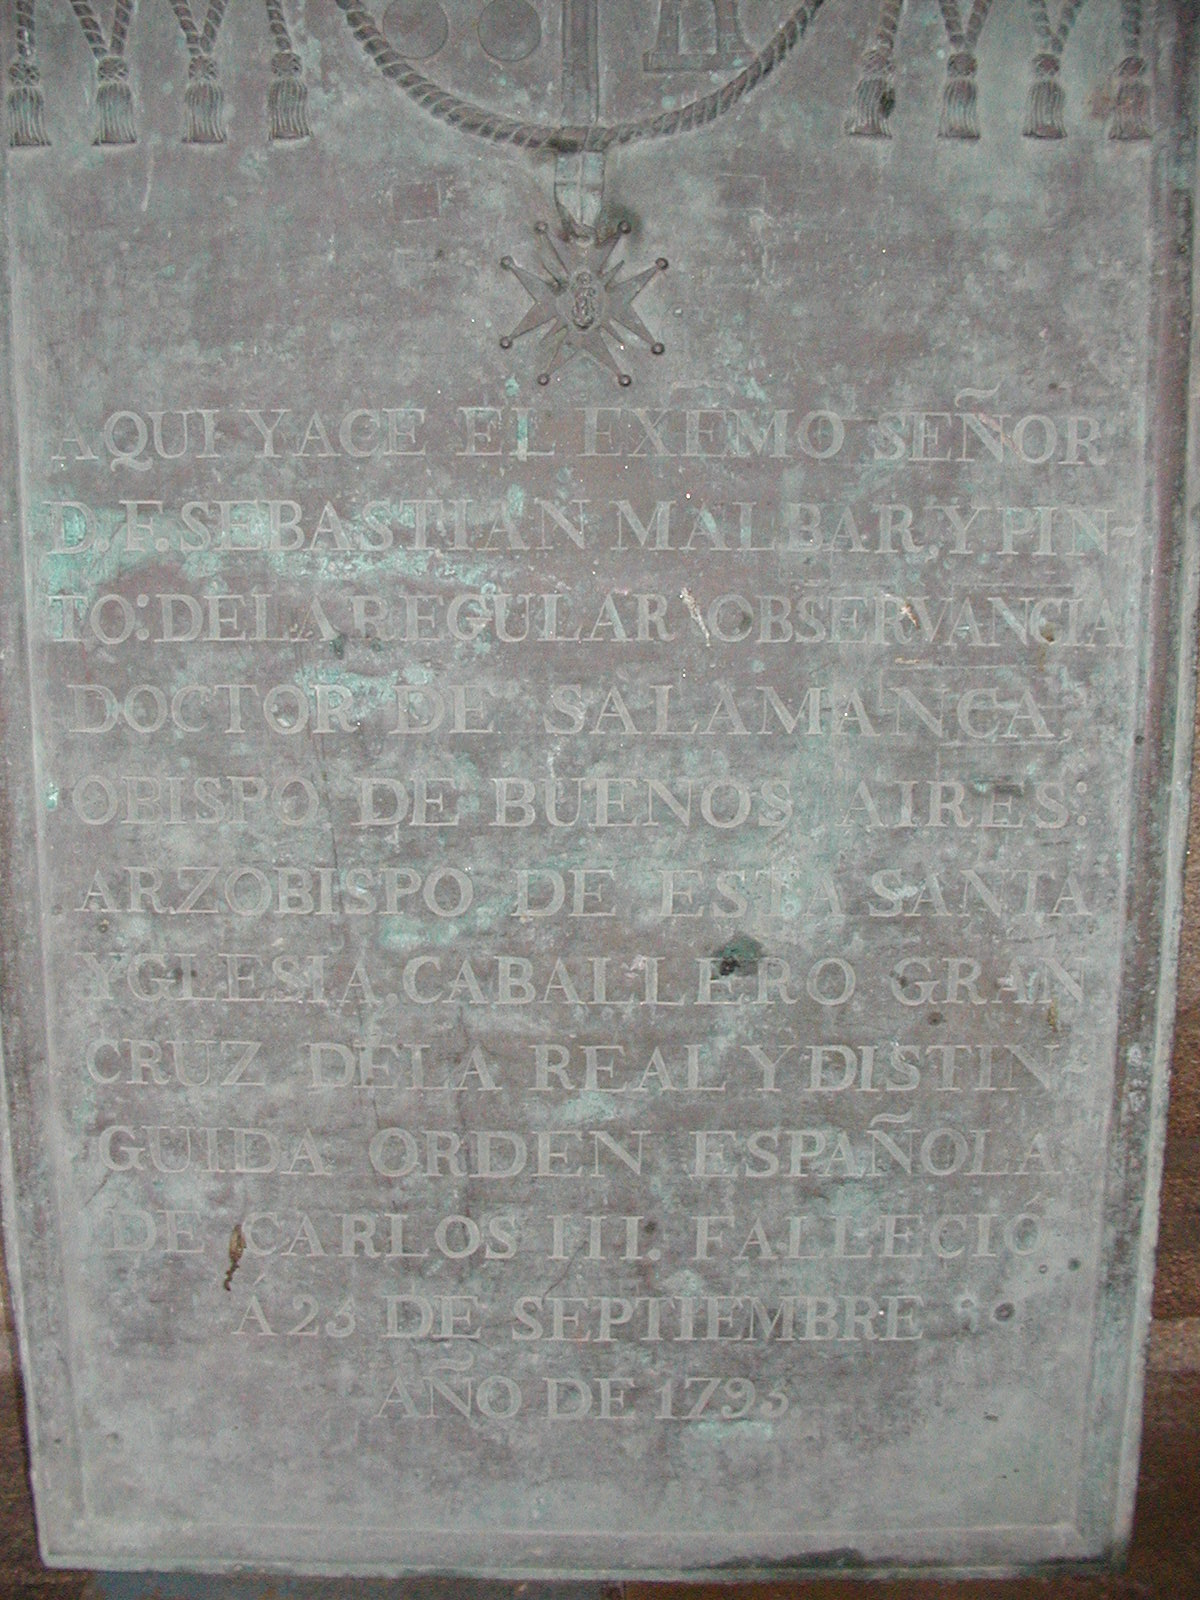 AQUI YACE EL EXEMO SEÑOR
D. F. SEBASTIAN MALBAR, Y PIN-
TO: DE LA REGULAR OBSERVANCIA
DOCTOR DE SALAMANCA,
OBISPO DE BUENOS AIRES:
ARZOBISPO DE ESTA SANTA
YGLESIA. CABALLERO GRAN
CRUZ DE LA REAL Y DISTIN-
GUIDA ORDEN ESPAÑOLA
DE CARLOS III. FALLECIÓ
Á 25 DE SEPTIEMBRE
AÑO DE 1795